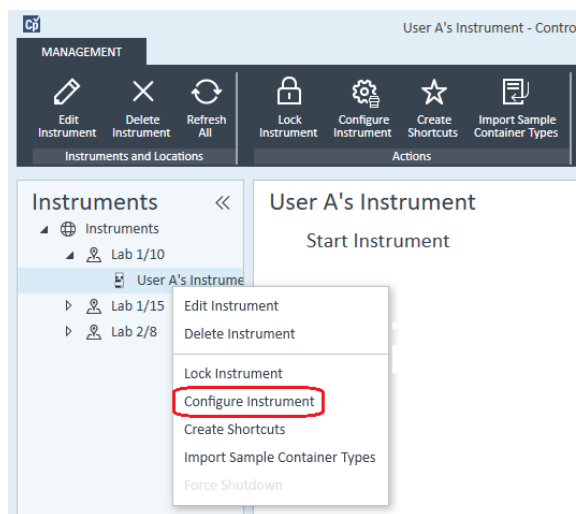 Cp
User A's Instrument - Contro
MANAGEMENT
Edit Instrument
Delete Instrument
Refresh All
Lock Instrument
Configure Instrument
Create Shortcuts
Import Sample Container Types
Instruments and Locations
Actions
Instruments
Instruments
Lab 1/10
User A's Instrume
Lab 1/15
Lab 2/8
User A's Instrument
Start Instrument
Edit Instrument
Delete Instrument
Lock Instrument
Configure Instrument
Create Shortcuts
Import Sample Container Types
Force Shutdown